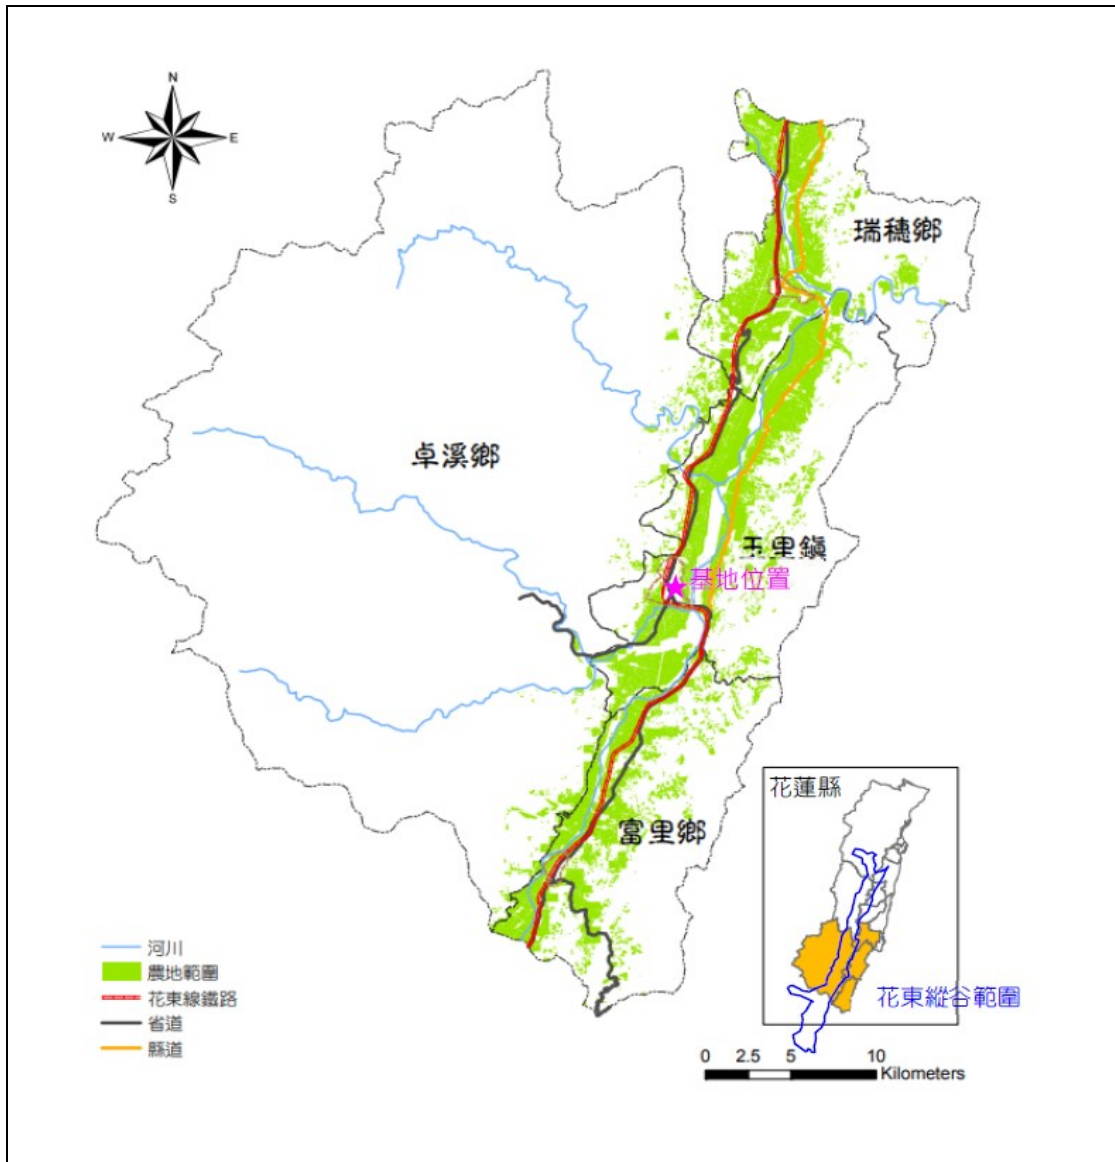 N
W
E
S
瑞穗鄉
卓溪鄉
玉里鎮
基地位置
富里鄉
花蓮縣
花東縱谷範圍
河川
農地範圍
花東線鐵路
省道
縣道
0 2.5 5 10
Kilometers